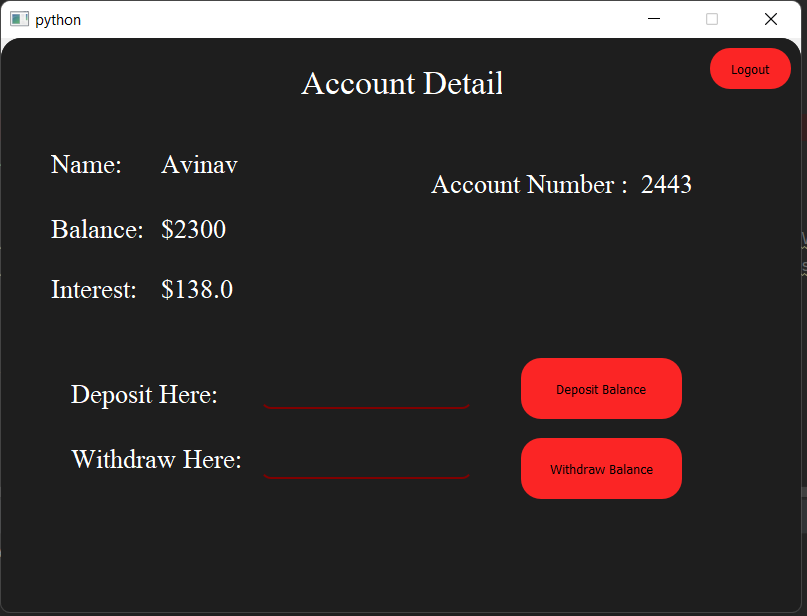 python
Logout
Account Detail
Name: Avinav
Account Number : 2443
Balance: $2300
Interest: $138.0
Deposit Here:
Deposit Balance
Withdraw Here:
Withdraw Balance